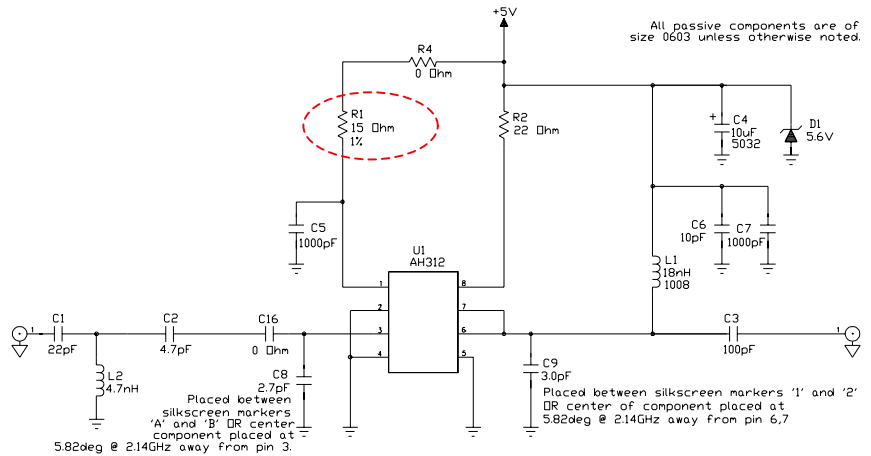 +5V
All passive components are of
size 0603 unless otherwise noted.
R4
0 Ohm
R1
15 Ohm
1%
R2
22 Ohm
+
C4
10uF
5032
D1
5.6V
C5
1000pF
C6
10pF
C7
1000pF
U1
AH312
L1
18nH
1008
1
2
3
4
8
7
6
5
1
C1
22pF
C2
4.7pF
C16
0 Ohm
C3
100pF
1
L2
4.7nH
C8
2.7pF
C9
3.0pF
Placed between
silkscreen markers
'A' and 'B' OR center
component placed at
5.82deg @ 2.14GHz away from pin 3.
Placed between silkscreen markers '1' and '2'
OR center of component placed at
5.82deg @ 2.14GHz away from pin 6,7